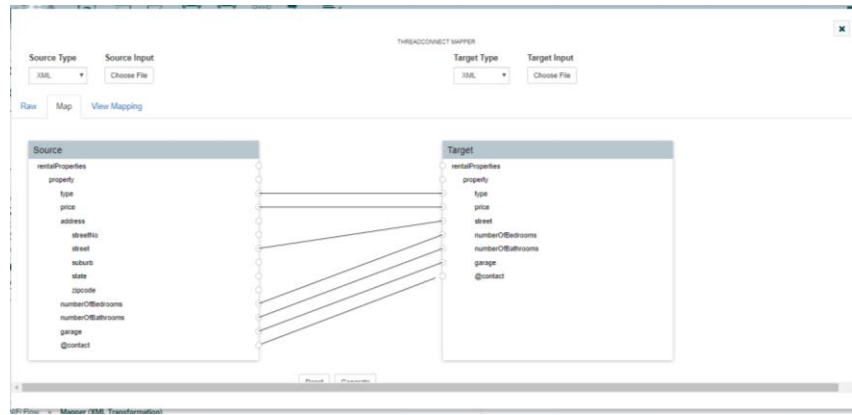 THREADCONNECT MAPPER
Source Type Source Input Target Type Target Input
XML Choose File XML Choose File
Raw Map View Mapping
Source Target
rentalProperties rentalProperties
property property
type type
price price
address street
streetNo numberOfBedrooms
street numberOfBathrooms
suburb garage
state @contact
zipcode
numberOfBedrooms
numberOfBathrooms
garage
@contact
Reset Generate
Flow » Mapper (XML Transformation)